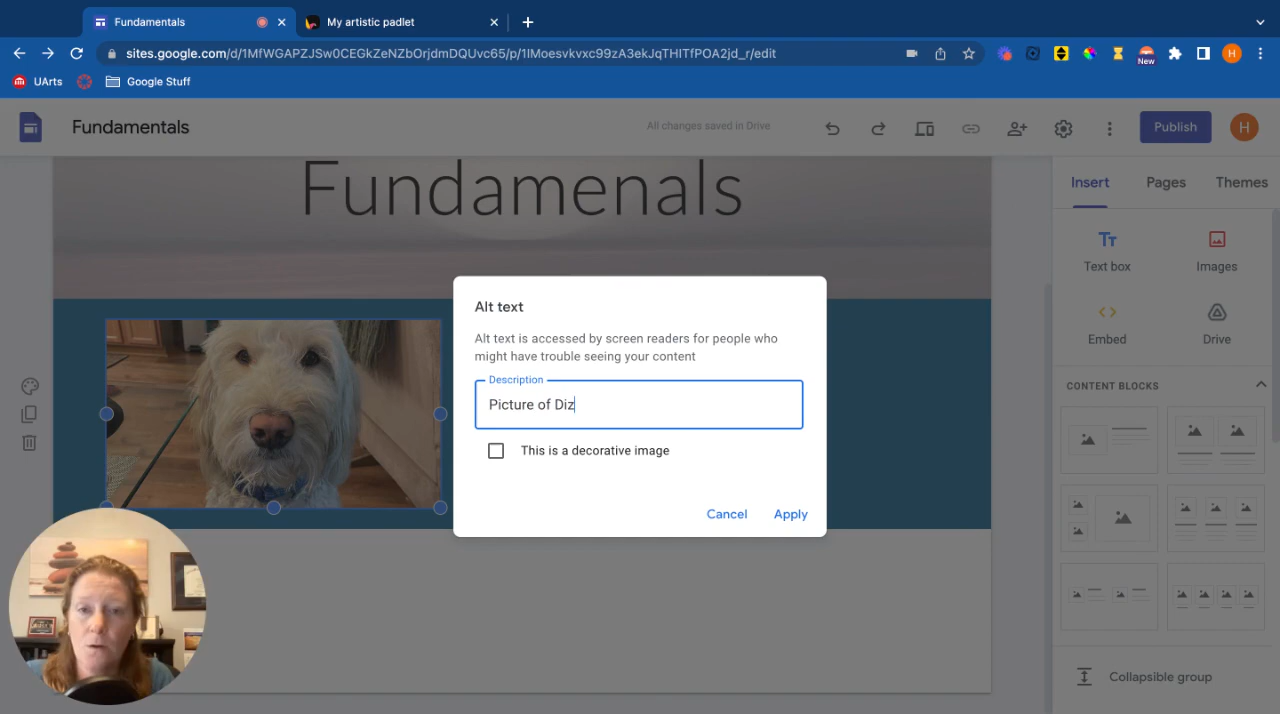 Fundamentals
My artistic padlet
sites.google.com/d/1MfWGAPZJSw0CEGkZeNZbOrjdmDQUvc65/p/1IMoesvkvxc99zA3ekJqTHITfPOA2jd_r/edit
New
H
UArts
Google Stuff
Fundamentals
All changes saved in Drive
Publish
H
Fundamenals
Insert
Pages
Themes
Text box
Images
Embed
Drive
CONTENT BLOCKS
Collapsible group
Alt text
Alt text is accessed by screen readers for people who
might have trouble seeing your content
Description
Picture of Diz
This is a decorative image
Cancel
Apply